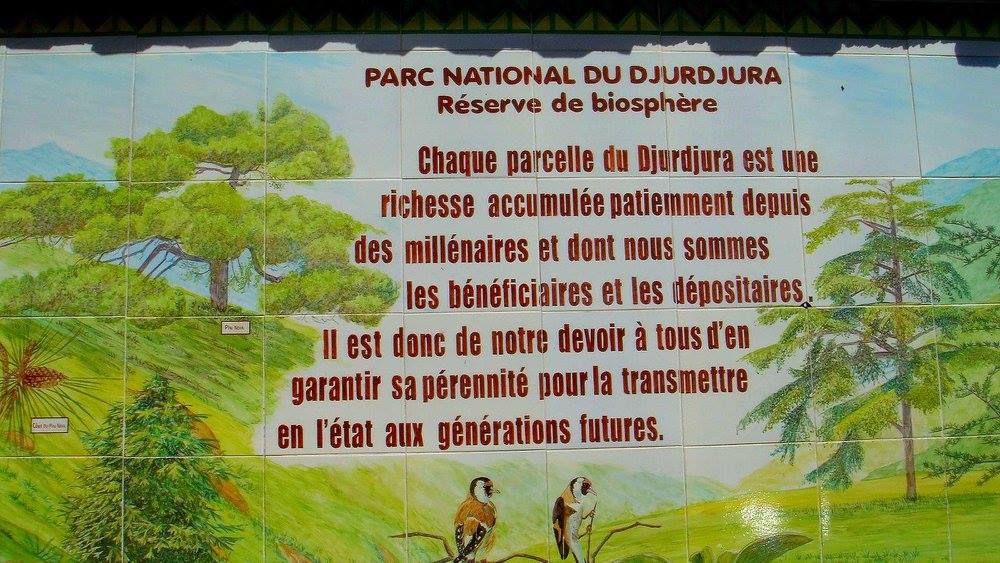 PARC NATIONAL DU DJURDJURA
Réserve de biosphère
Chaque parcelle du Djurdjura est une
richesse accumulée patiemment depuis
des millénaires et dont nous sommes
les bénéficiaires et les dépositaires.
Il est donc de notre devoir à tous d'en
garantir sa pérennité pour la transmettre
en l'état aux générations futures.
Pin Noir